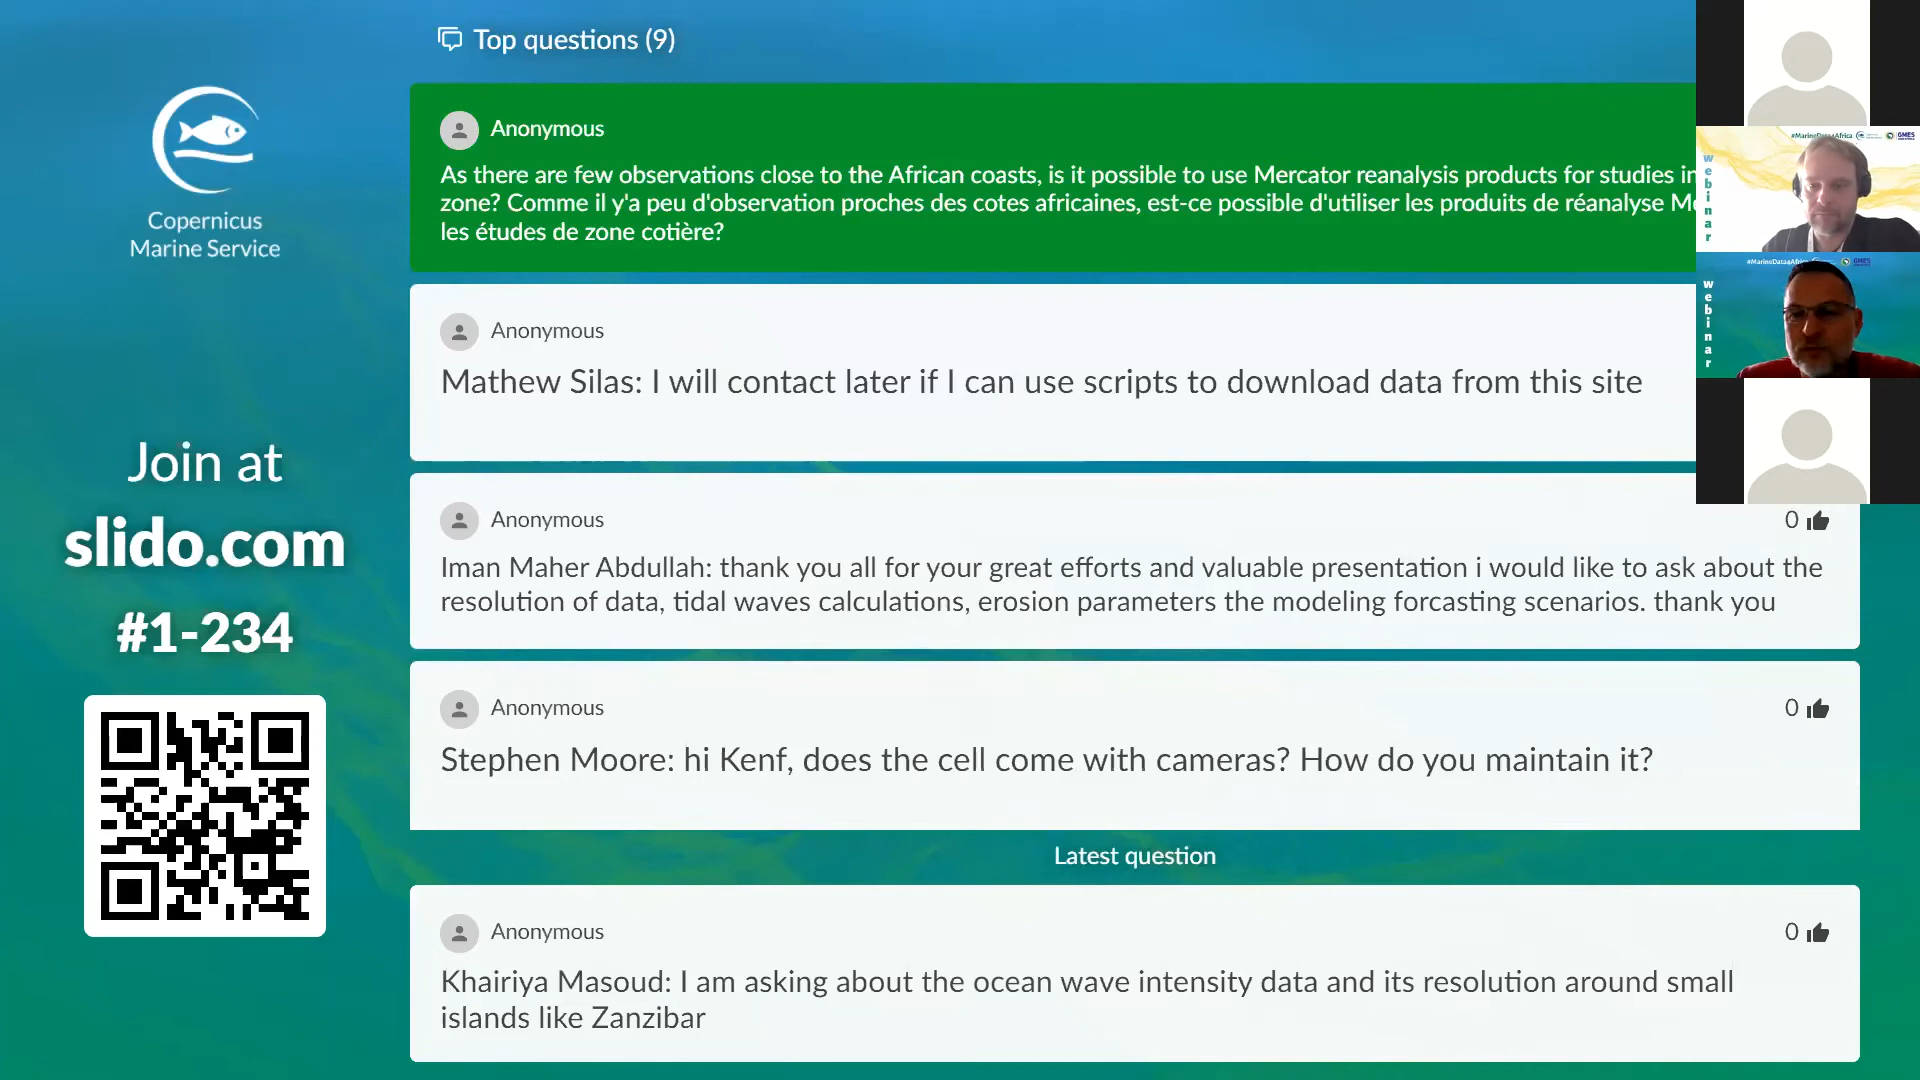 Top questions (9)
Copernicus
Marine Service
Join at
slido.com
#1-234
Anonymous
As there are few observations close to the African coasts, is it possible to use Mercator reanalysis products for studies in
zone? Comme il y'a peu d'observation proches des cotes africaines, est-ce possible d'utiliser les produits de réanalyse
les études de zone cotière?
Anonymous
Mathew Silas: I will contact later if I can use scripts to download data from this site
Anonymous
0
Iman Maher Abdullah: thank you all for your great efforts and valuable presentation i would like to ask about the
resolution of data, tidal waves calculations, erosion parameters the modeling forcasting scenarios. thank you
Anonymous
0
Stephen Moore: hi Kenf, does the cell come with cameras? How do you maintain it?
Latest question
Anonymous
0
Khairiya Masoud: I am asking about the ocean wave intensity data and its resolution around small
islands like Zanzibar
webinar
GMES
webinar
GMES